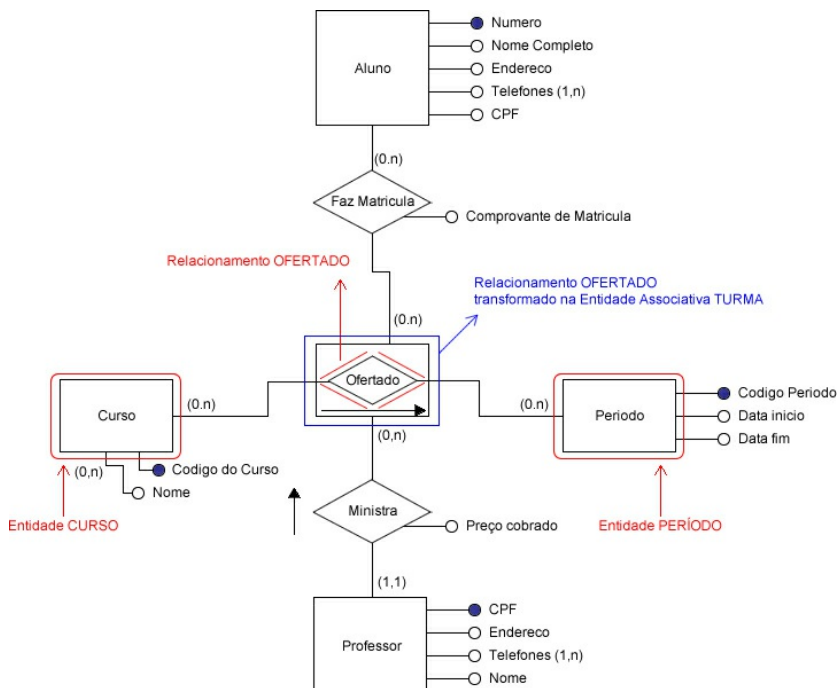 Numero
Nome Completo
Aluno
Endereco
Telefones (1,n)
CPF
(0.n)
Faz Matricula
Comprovante de Matricula
Relacionamento OFERTADO
Relacionamento OFERTADO
transformado na Entidade Associativa TURMA
(0.n)
(0.n)
Ofertado
(0.n)
Curso
Periodo
Codigo Periodo
Data inicio
Data fim
(0,n)
(0,n)
Codigo do Curso
Nome
Entidade CURSO
Ministra
Preço cobrado
Entidade PERÍODO
(1,1)
CPF
Endereco
Professor
Telefones (1,n)
Nome